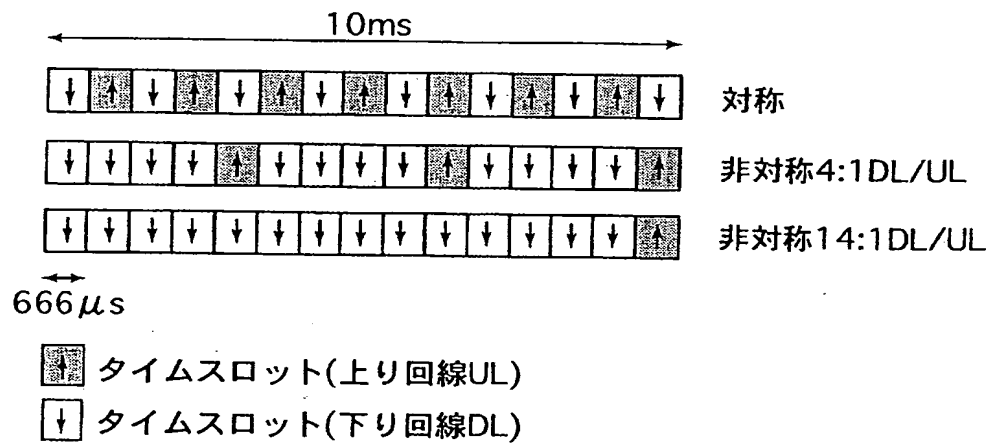 10ms
対称
非対称4:1DL/UL
非対称14:1DL/UL
666μs
タイムスロット(上り回線UL)
タイムスロット(下り回線DL)